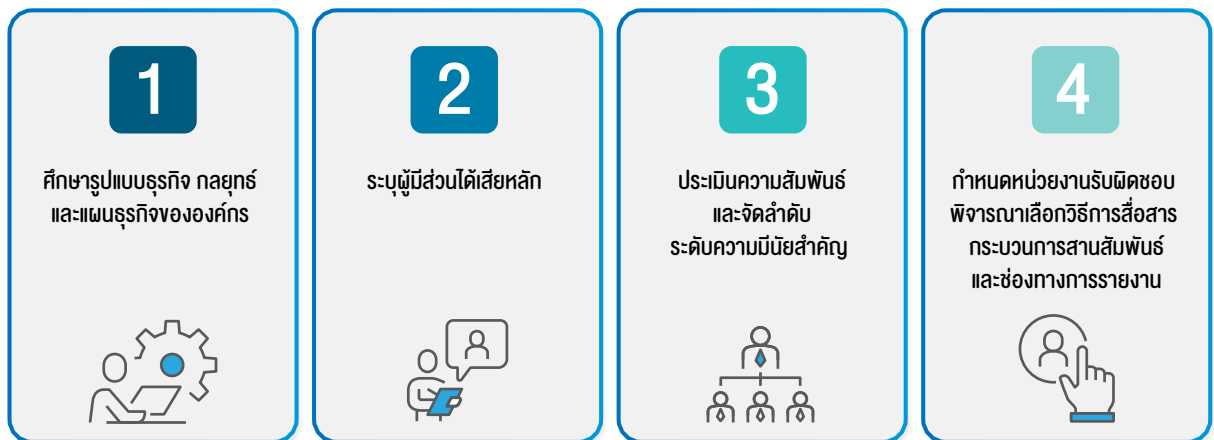 1
ศึกษารูปแบบธุรกิจ กลยุทธ์
และแผนธุรกิจขององค์กร
2
ระบุผู้มีส่วนได้เสียหลัก
3
ประเมินความสัมพันธ์
และจัดลำดับ
ระดับความมีนัยสำคัญ
4
กำหนดหน่วยงานรับผิดชอบ
พิจารณาเลือกวิธีการสื่อสาร
กระบวนการสานสัมพันธ์
และช่องทางการรายงาน